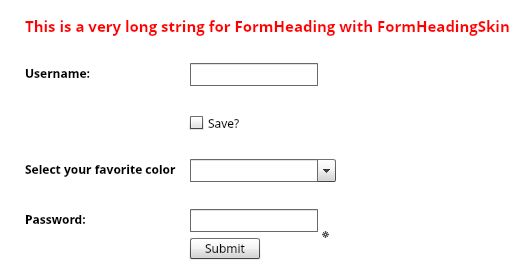 This is a very long string for FormHeading with FormHeadingSkin
Username:
Save?
Select your favorite color
Password:
Submit